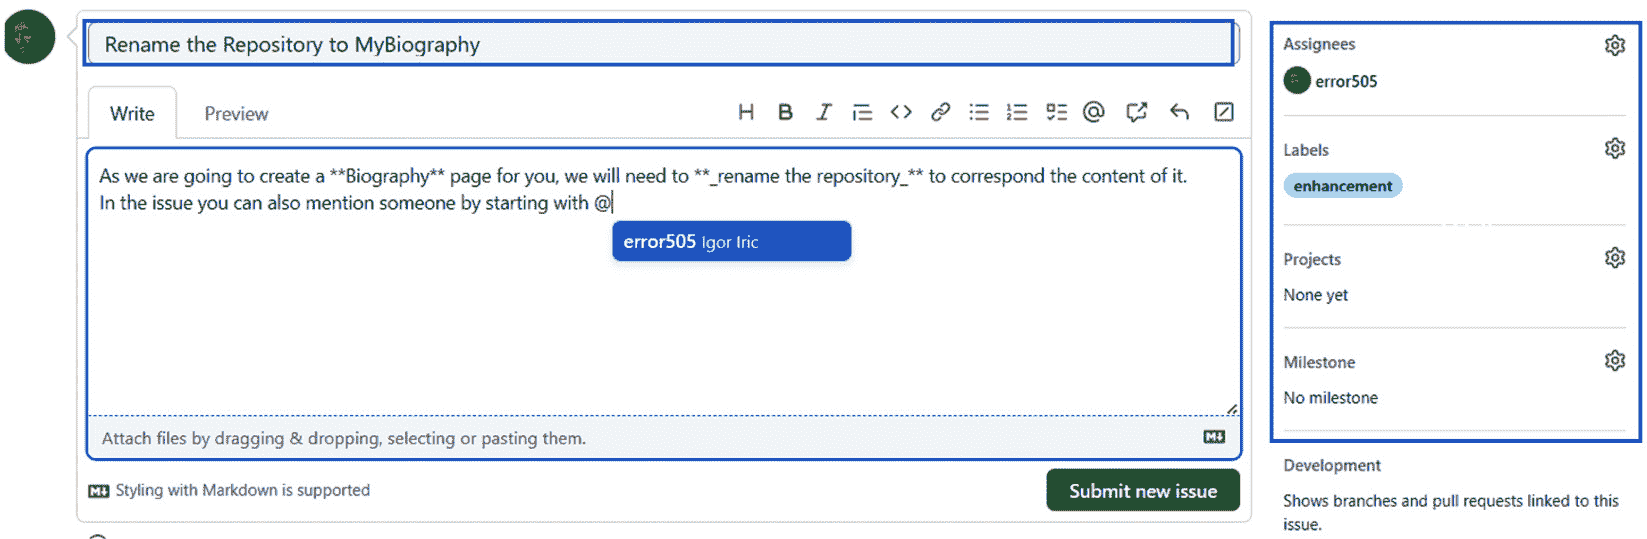 Rename the Repository to MyBiography
Write
Preview
As we are going to create a **Biography** page for you, we will need to **_rename the repository_** to correspond the content of it.
In the issue you can also mention someone by starting with @
error505 Igor Iric
Attach files by dragging & dropping, selecting or pasting them.
Styling with Markdown is supported
Submit new issue
Assignees
error505
Labels
enhancement
Projects
None yet
Milestone
No milestone
Development
Shows branches and pull requests linked to this
issue.